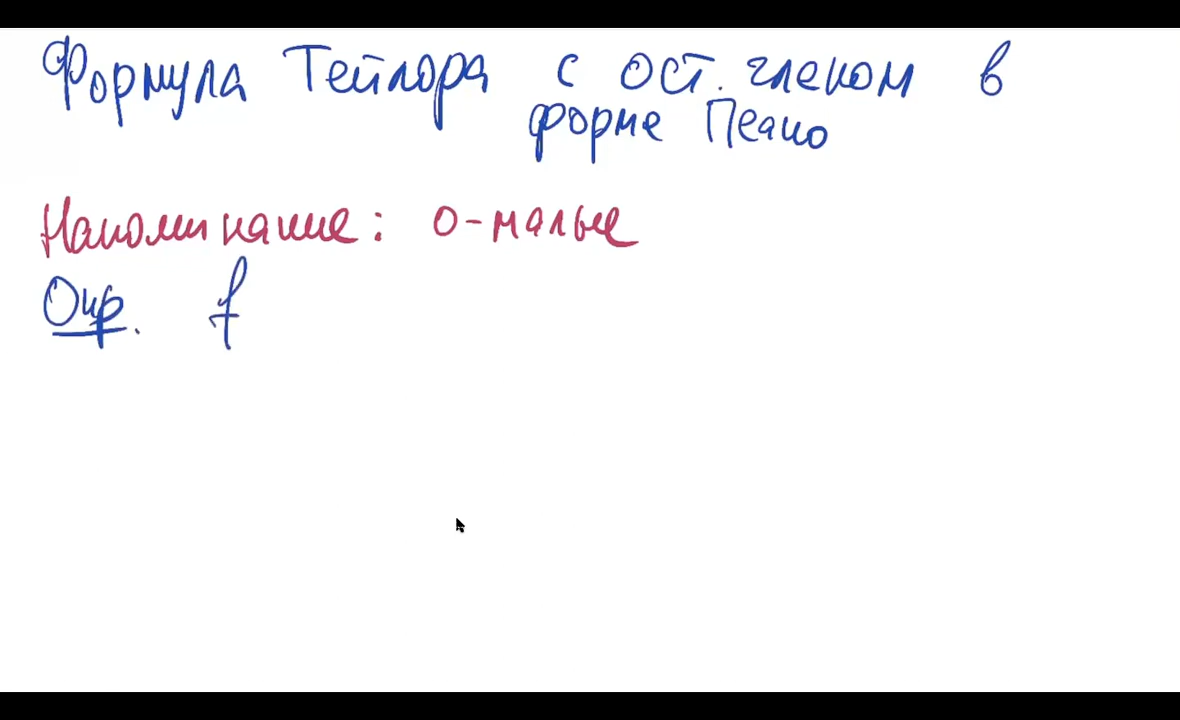 Формула Тейлора с ост. членом в
форме Пеано
Напоминание: о-малые
Опр. f